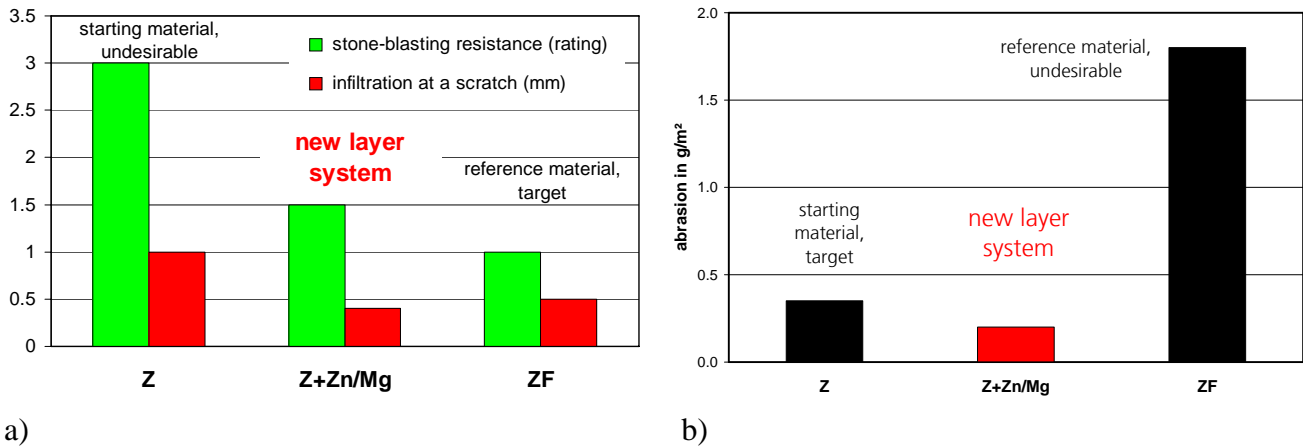 3.5
3
2.5
2
1.5
1
0.5
0
starting material,
undesirable
stone-blasting resistance (rating)
infiltration at a scratch (mm)
new layer
system
reference material,
target
Z
Z+Zn/Mg
ZF
a)
abrasion in g/m²
2.0
1.5
1.0
0.5
0.0
starting
material,
target
new layer
system
reference material,
undesirable
Z
Z+Zn/Mg
ZF
b)